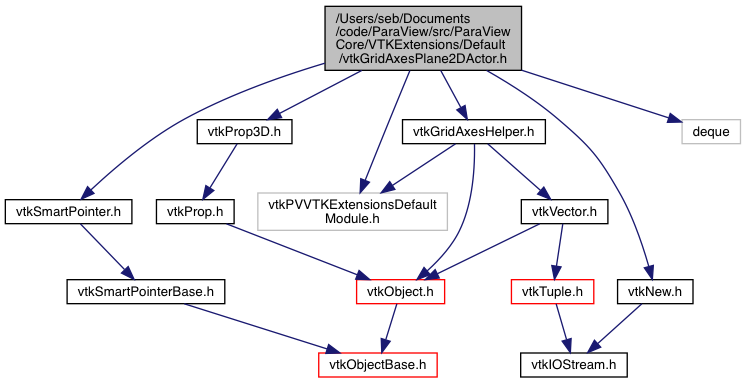 /Users/seb/Documents
/code/ParaView/src/ParaView
Core/VTKExtensions/Default
/vtkGridAxesPlane2DActor.h
vtkProp3D.h
vtkGridAxesHelper.h
deque
vtkSmartPointer.h
vtkProp.h
vtkPVVTKExtensionsDefault
Module.h
vtkVector.h
vtkSmartPointerBase.h
vtkObject.h
vtkTuple.h
vtkNew.h
vtkObjectBase.h
vtkIOStream.h